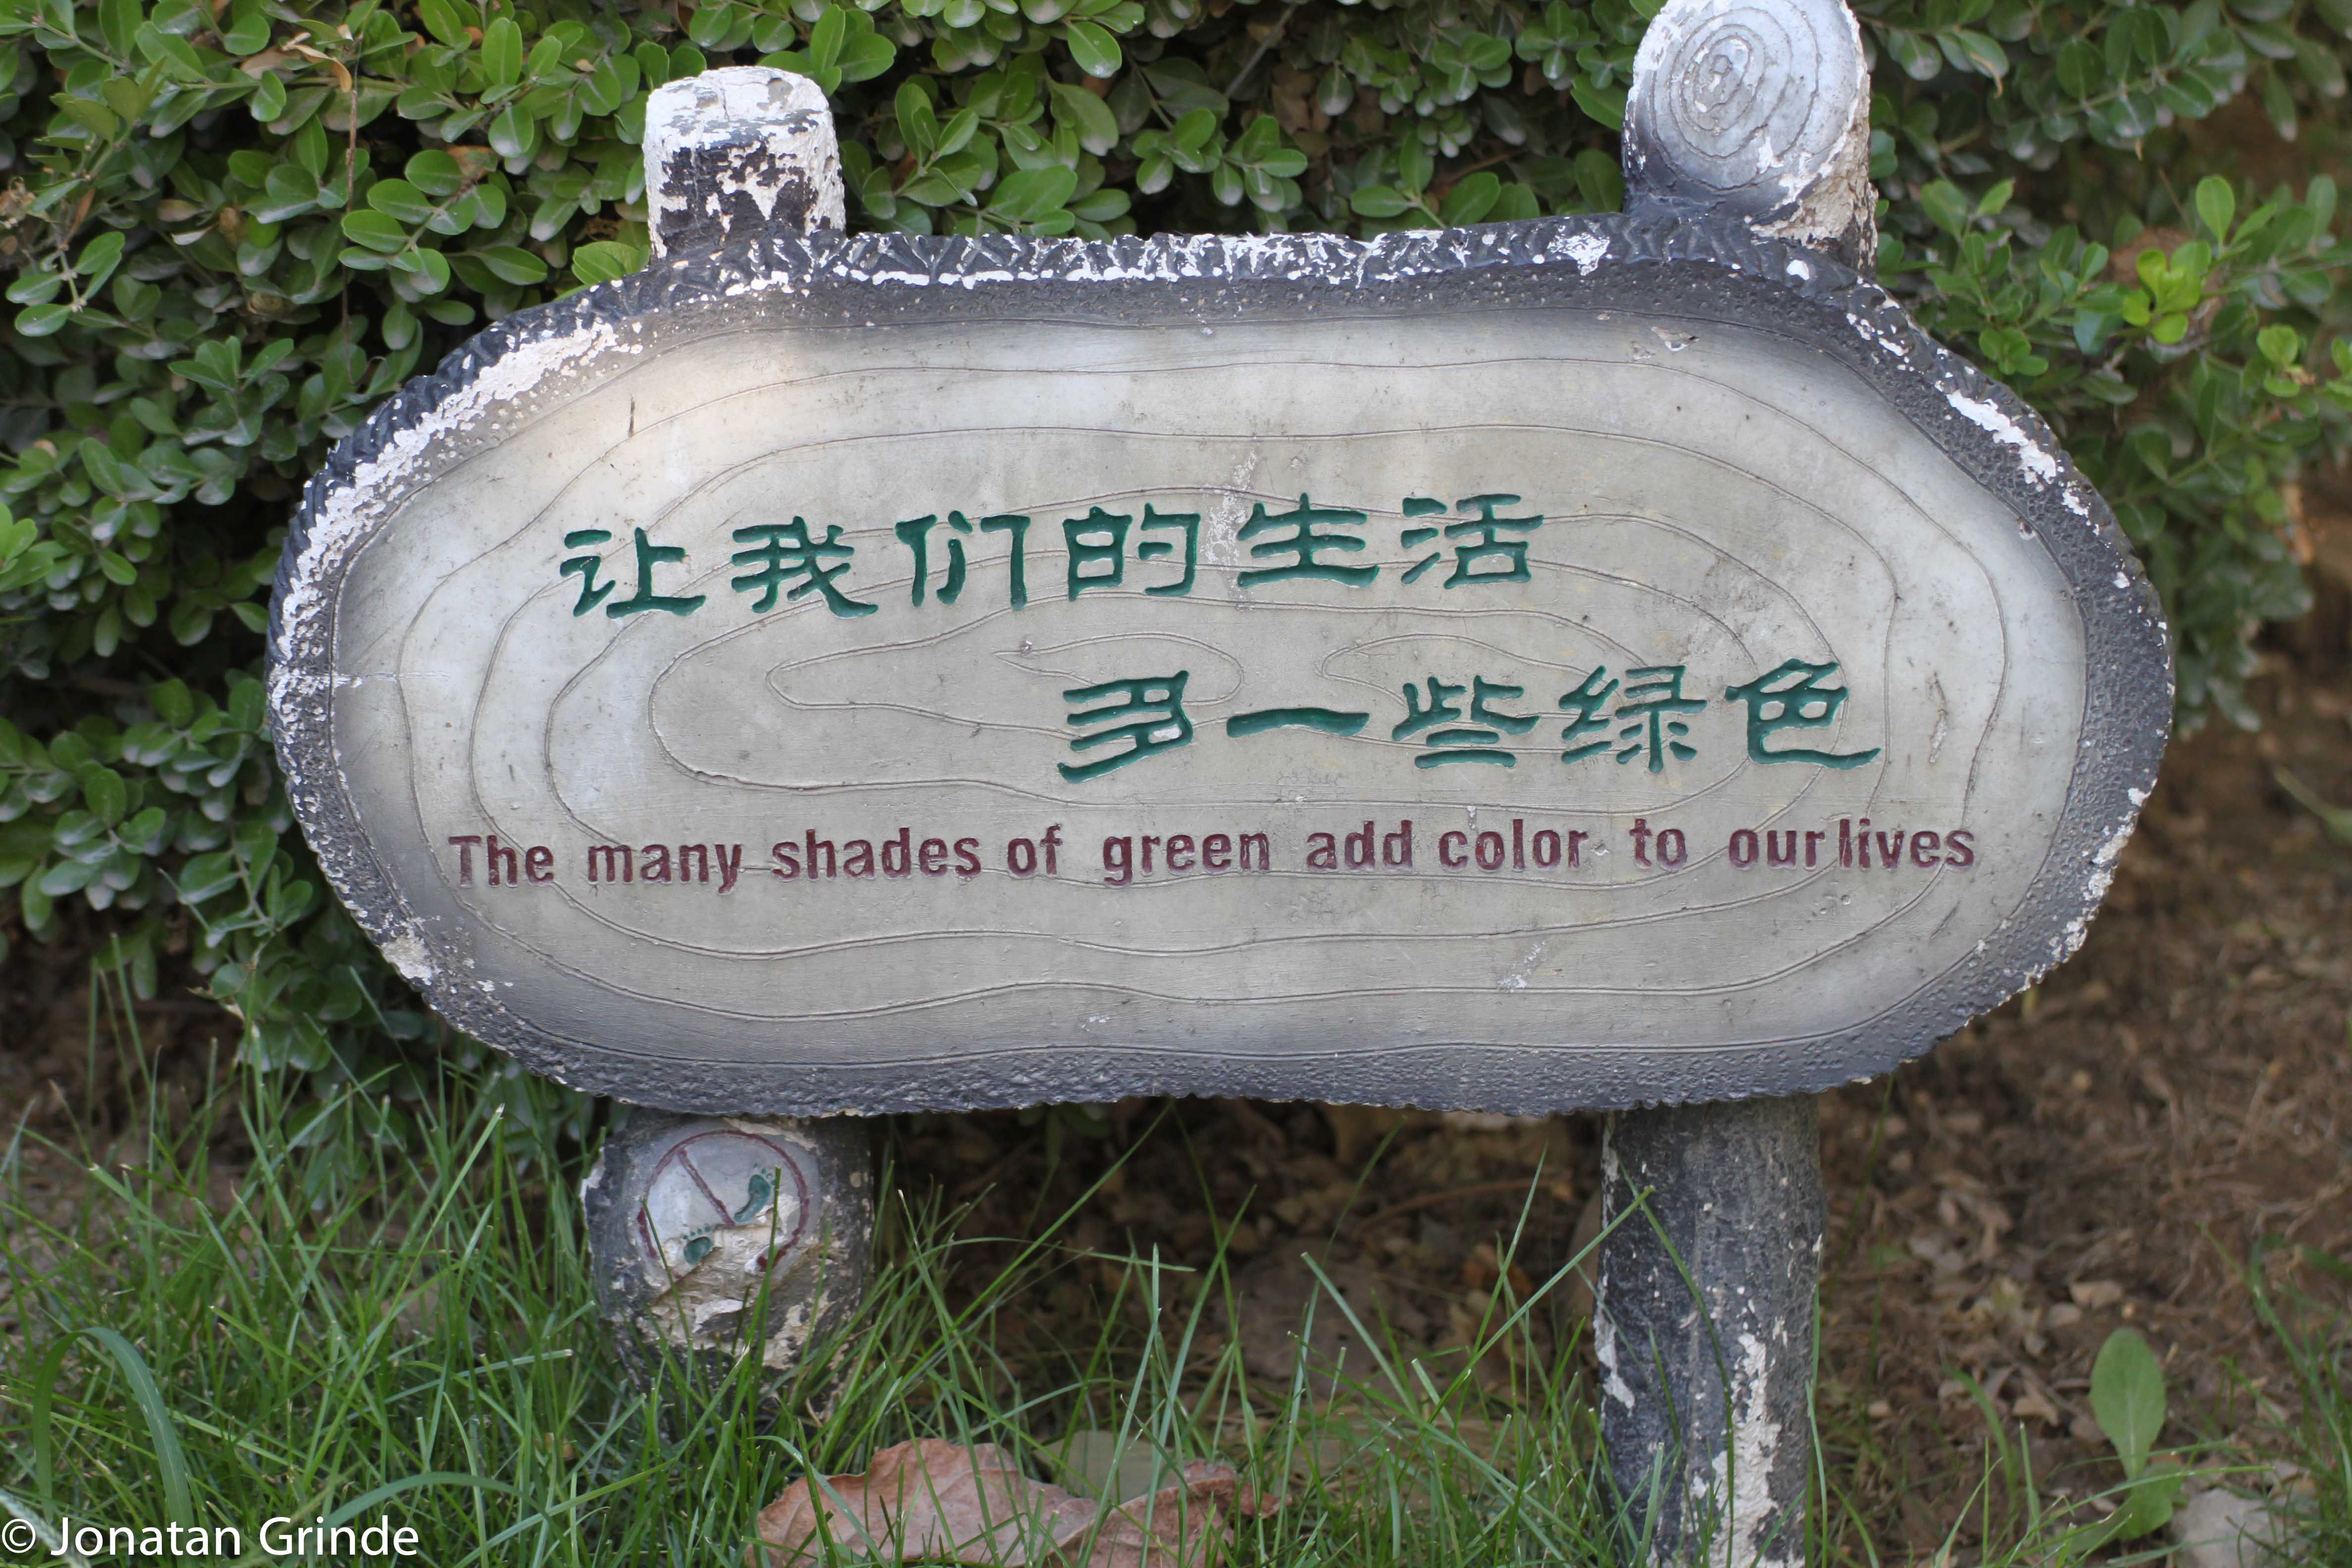 让我们的生活
多一些绿色
The many shades of green add color to our lives
© Jonatan Grinde